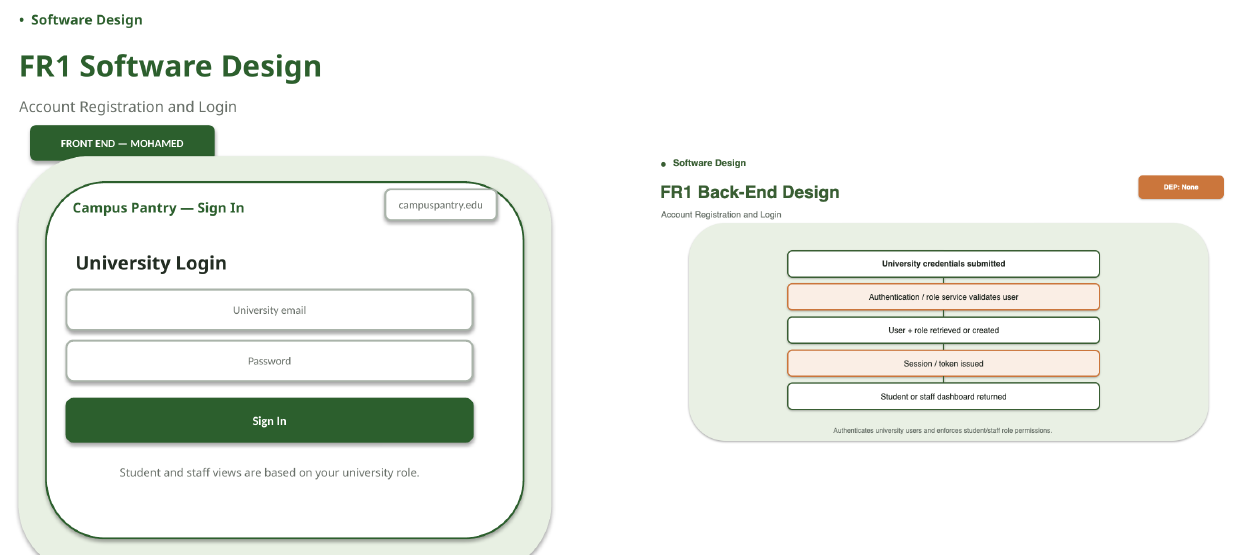 • Software Design
FR1 Software Design
Account Registration and Login
FRONT END — MOHAMED
Campus Pantry — Sign In
campuspantry.edu
University Login
University email
Password
Sign In
Student and staff views are based on your university role.
• Software Design
FR1 Back-End Design
DEP: None
Account Registration and Login
University credentials submitted
Authentication / role service validates user
User + role retrieved or created
Session / token issued
Student or staff dashboard returned
Authenticates university users and enforces student/staff role permissions.